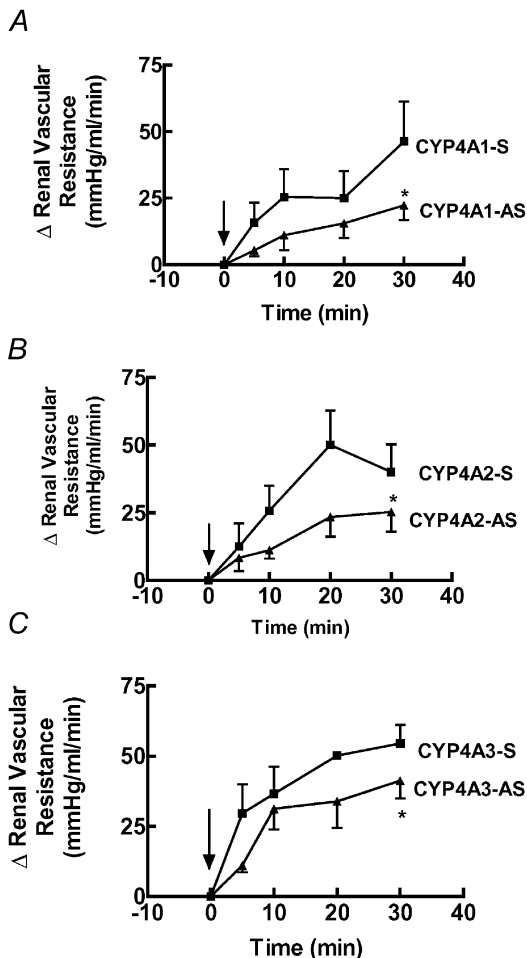 A
Δ Renal Vascular
Resistance
(mmHg/ml/min)
75
50
25
0
-10
0
10
20
30
40
CYP4A1-S
*
CYP4A1-AS
Time (min)
B
Δ Renal Vascular
Resistance
(mmHg/ml/min)
75
50
25
0
-10
0
10
20
30
40
CYP4A2-S
*
CYP4A2-AS
Time (min)
C
Δ Renal Vascular
Resistance
(mmHg/ml/min)
75
50
25
0
-10
0
10
20
30
40
CYP4A3-S
CYP4A3-AS
*
Time (min)